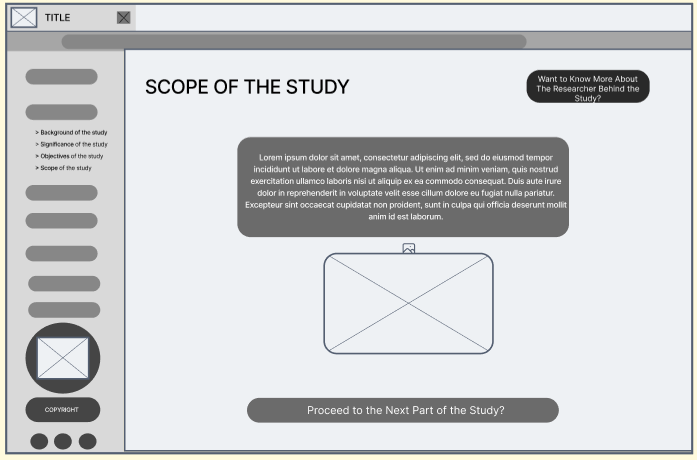 TITLE
SCOPE OF THE STUDY
Want to Know More About
The Researcher Behind the
Study?
> Background of the study
> Significance of the study
> Objectives of the study
> Scope of the study
Lorem ipsum dolor sit amet, consectetur adipiscing elit, sed do eiusmod tempor
incididunt ut labore et dolore magna aliqua. Ut enim ad minim veniam, quis nostrud
exercitation ullamco laboris nisi ut aliquip ex ea commodo consequat. Duis aute irure
dolor in reprehenderit in voluptate velit esse cillum dolore eu fugiat nulla pariatur.
Excepteur sint occaecat cupidatat non proident, sunt in culpa qui officia deserunt mollit
anim id est laborum.
Proceed to the Next Part of the Study?
COPYRIGHT